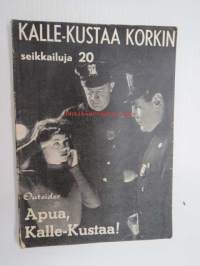 KALLE-KUSTAA KORKIN
seikkailuja 20
Outsider
Apua,
Kalle-Kustaa!